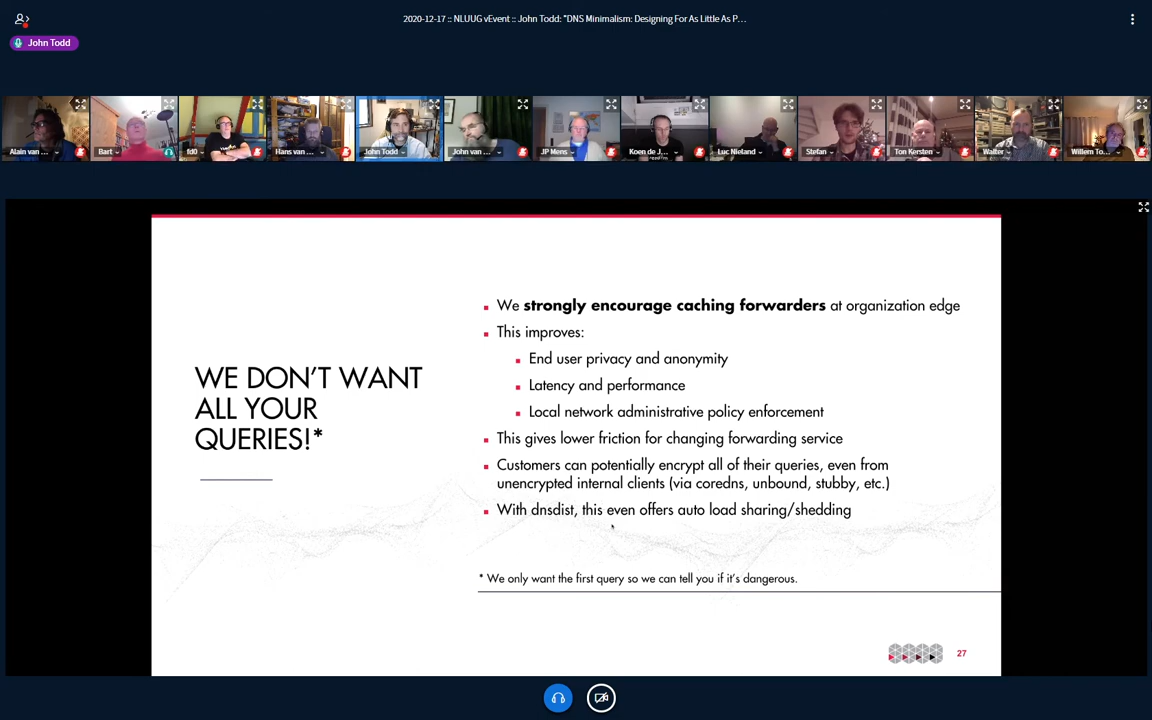 2020-12-17 :: NLUUG vEvent :: John Todd: "DNS Minimalism: Designing For As Little As P...
John Todd
Alain van ...
Bart
fd0
Hans van ...
John Todd
John van ...
JP Mens
Koen de J...
Luc Nieland
Stefan
Ton Kersten
Walter
Willem To...
WE DON'T WANT
ALL YOUR
QUERIES!*
We strongly encourage caching forwarders at organization edge
This improves:
End user privacy and anonymity
Latency and performance
Local network administrative policy enforcement
This gives lower friction for changing forwarding service
Customers can potentially encrypt all of their queries, even from
unencrypted internal clients (via coredns, unbound, stubby, etc.)
With dnsdist, this even offers auto load sharing/shedding
* We only want the first query so we can tell you if it's dangerous.
27